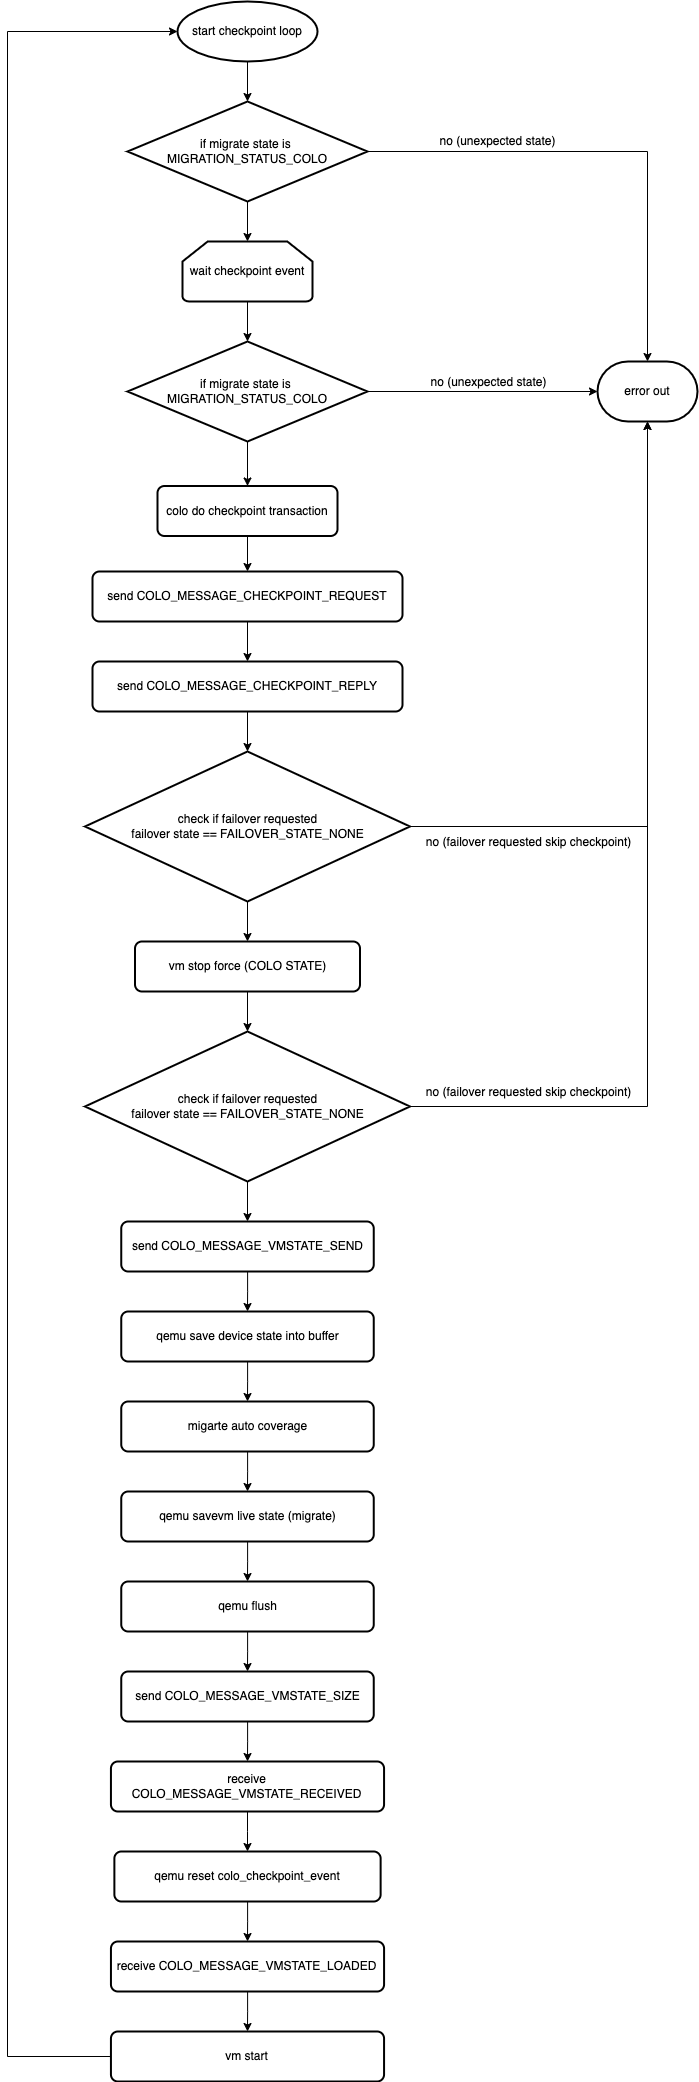 start checkpoint loop
if migrate state is
MIGRATION_STATUS_COLO
no (unexpected state)
wait checkpoint event
if migrate state is
MIGRATION_STATUS_COLO
no (unexpected state)
error out
colo do checkpoint transaction
send COLO_MESSAGE_CHECKPOINT_REQUEST
send COLO_MESSAGE_CHECKPOINT_REPLY
check if failover requested
failover state == FAILOVER_STATE_NONE
no (failover requested skip checkpoint)
vm stop force (COLO STATE)
check if failover requested
failover state == FAILOVER_STATE_NONE
no (failover requested skip checkpoint)
send COLO_MESSAGE_VMSTATE_SEND
qemu save device state into buffer
migarte auto coverage
qemu savevm live state (migrate)
qemu flush
send COLO_MESSAGE_VMSTATE_SIZE
receive
COLO_MESSAGE_VMSTATE_RECEIVED
qemu reset colo_checkpoint_event
receive COLO_MESSAGE_VMSTATE_LOADED
vm start